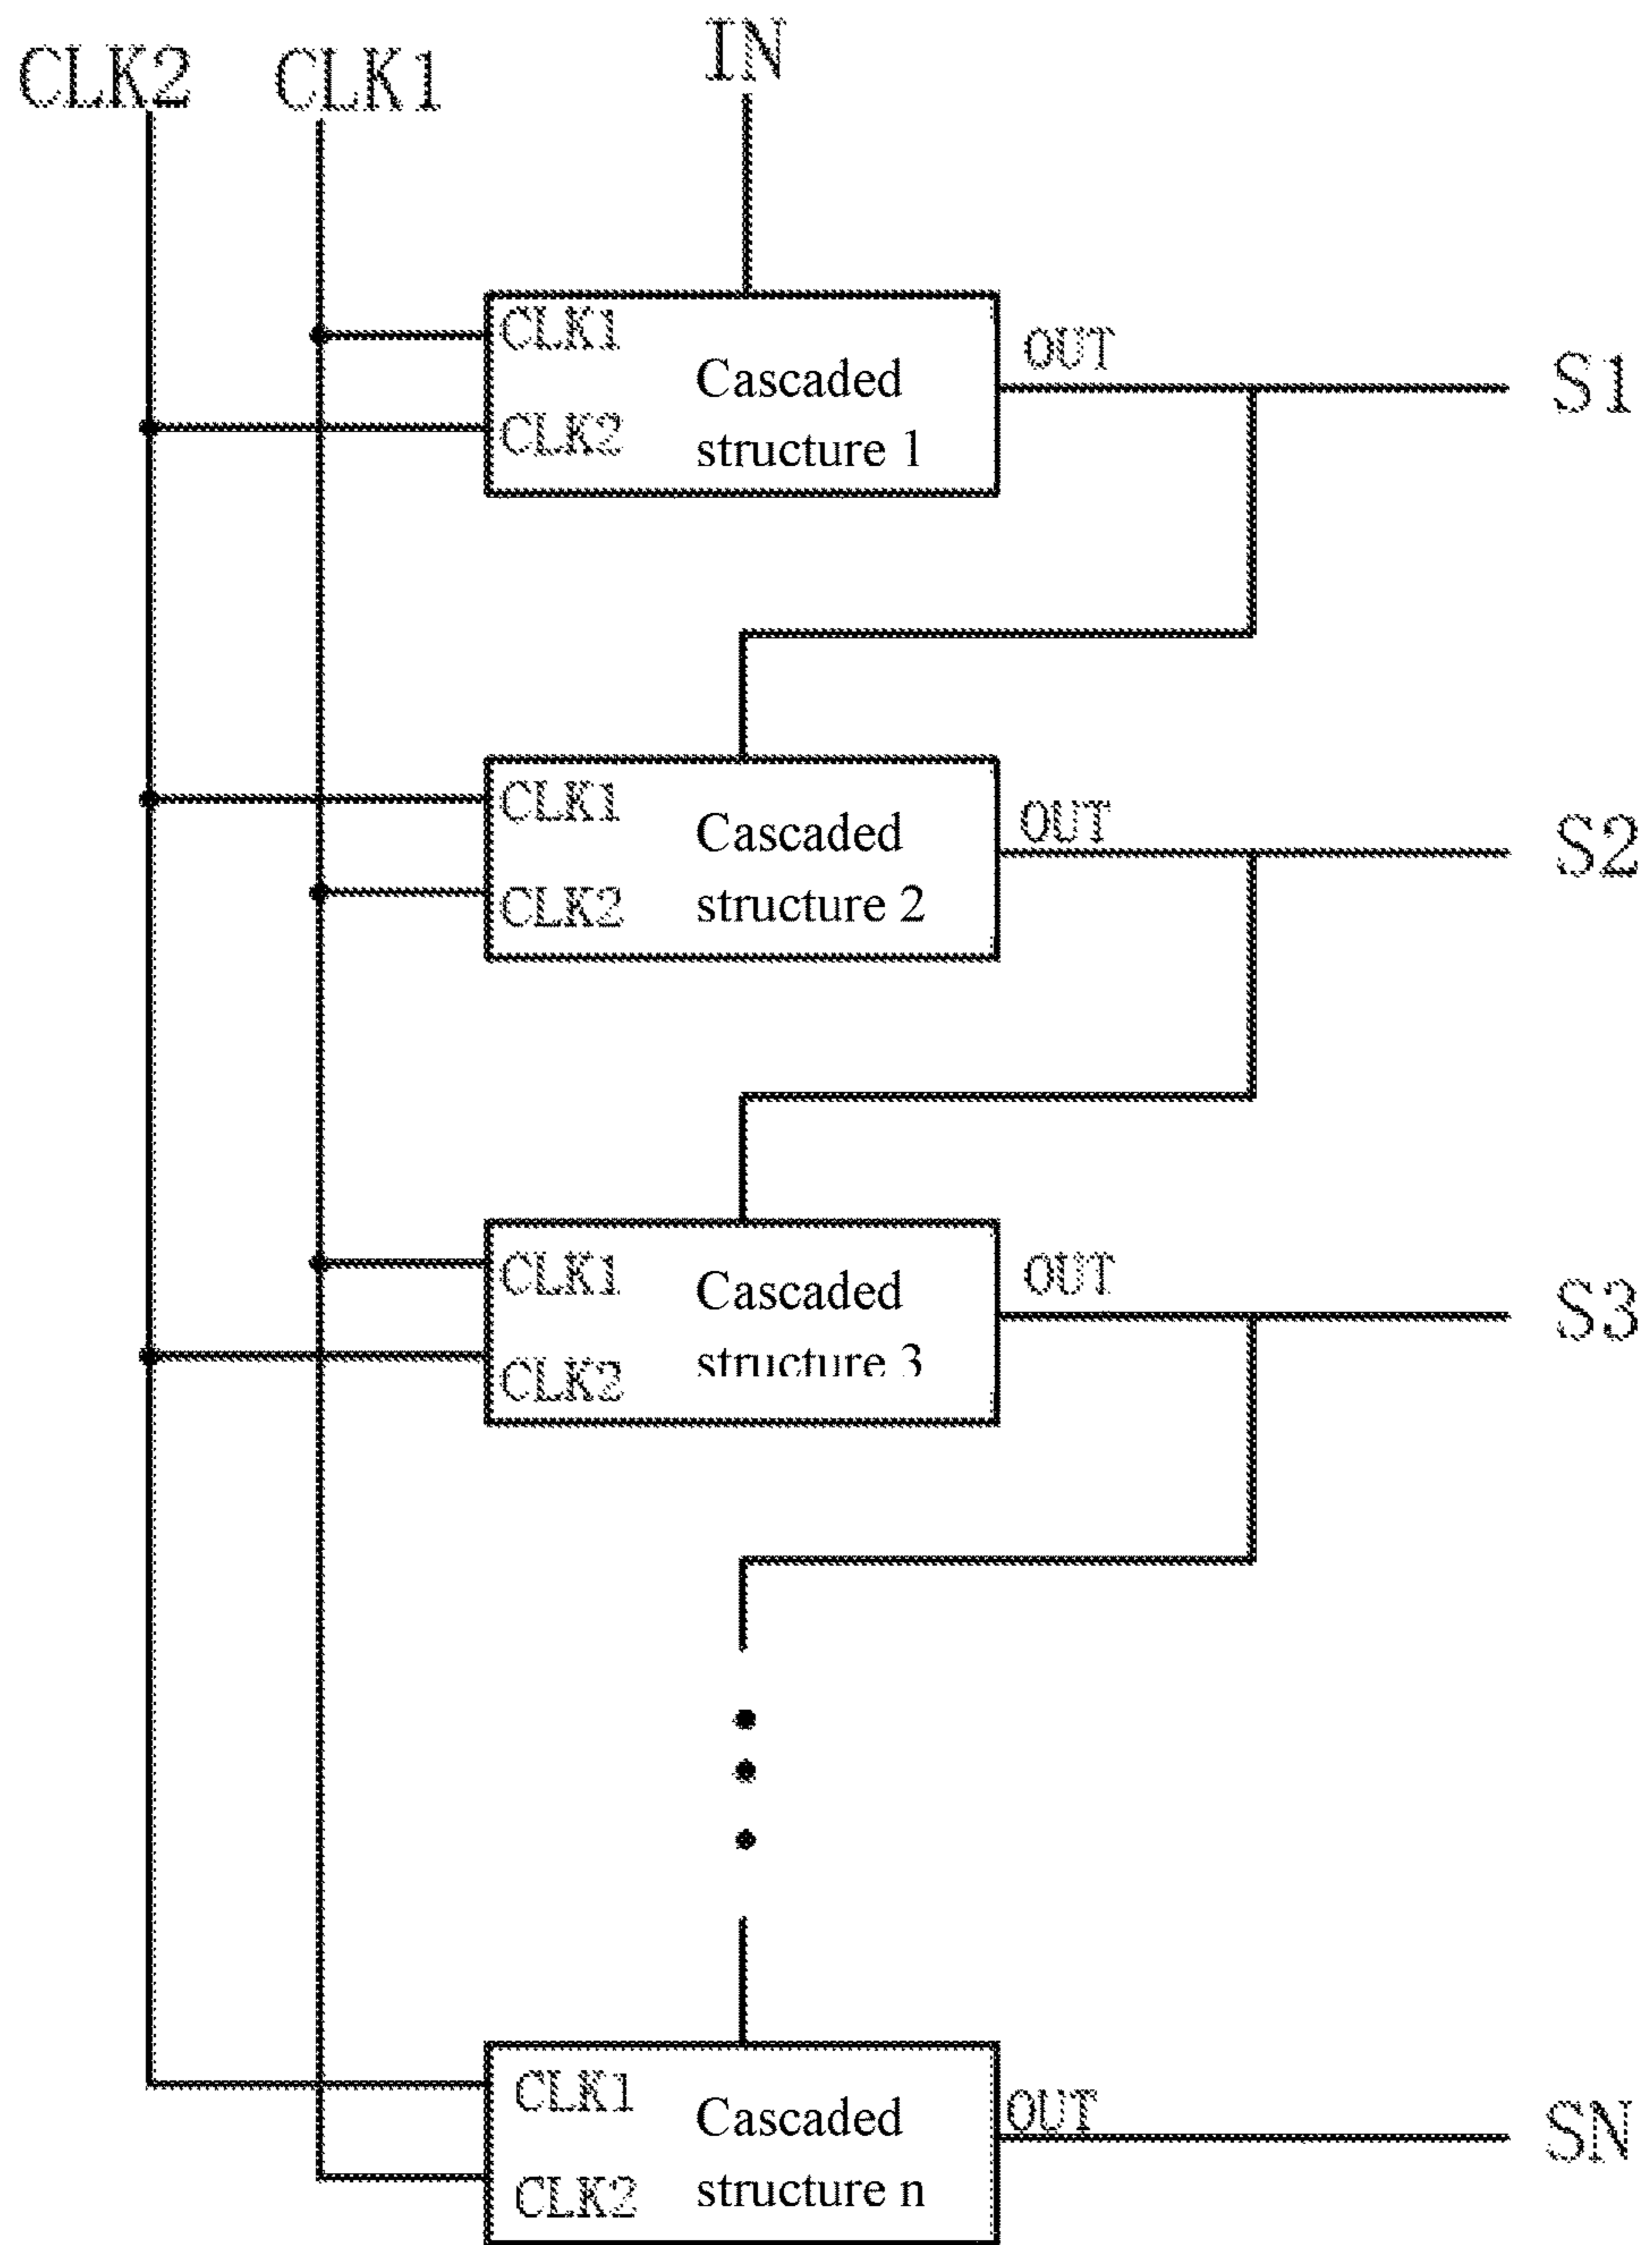 CLK2 CLK1 IN
CLK1
CLK2
Cascaded
structure 1
OUT
S1
CLK1
CLK2
Cascaded
structure 2
OUT
S2
CLK1
CLK2
Cascaded
structure 3
OUT
S3
CLK1
CLK2
Cascaded
structure n
OUT
SN